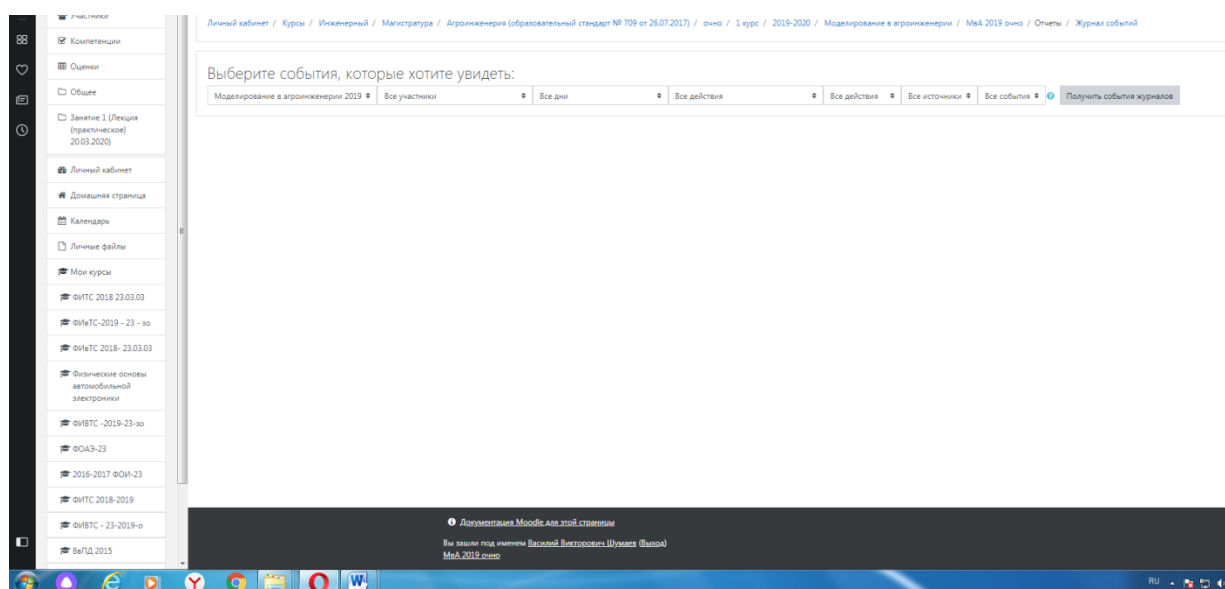 Участники
Компетенции
Оценки
Общее
Занятие 1 (Лекция
(практическое)
20.03.2020)
Личный кабинет
Домашняя страница
Календарь
Личные файлы
Мои курсы
ФИТС 2018 23.03.03
ФИвТС-2019 - 23 - зо
ФИвТС 2018- 23.03.03
Физические основы
автомобильной
электроники
ФИВТС -2019-23-зо
ФОАЭ-23
2016-2017 ФОИ-23
ФИТС 2018-2019
ФИВТС - 23-2019-о
ВвПД 2015
Личный кабинет / Курсы / Инженерный / Магистратура / Агроинженерия (образовательный стандарт № 709 от 26.07.2017) / очно / 1 курс / 2019-2020 / Моделирование в агроинженерии / МвА 2019 очно / Отчеты / Журнал событий
Выберите события, которые хотите увидеть:
Моделирование в агроинженерии 2019 Все участники Все дни Все действия Все действия Все источники Все события Получить события журналов
Документация Moodle для этой страницы
Вы зашли под именем Василий Викторович Шумаев (Выход)
МвА 2019 очно
RU